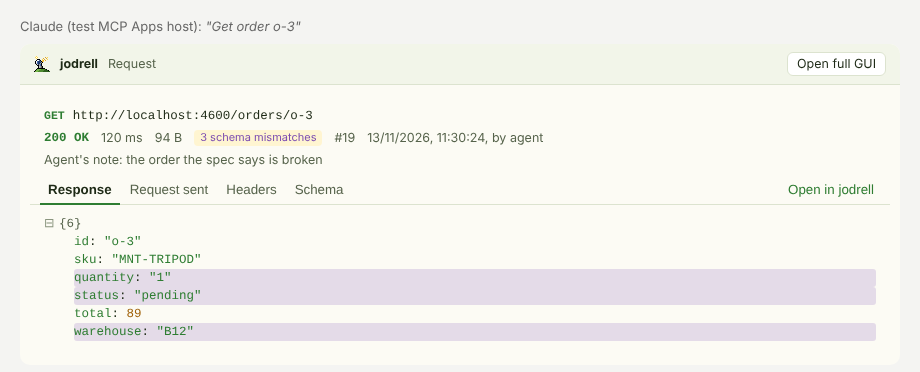 Claude (test MCP Apps host): "Get order o-3"
jodrell Request Open full GUI
GET http://localhost:4600/orders/o-3
200 OK 120 ms 94 B 3 schema mismatches #19 13/11/2026, 11:30:24, by agent
Agent's note: the order the spec says is broken
Response Request sent Headers Schema Open in jodrell
{6}
id: "o-3"
sku: "MNT-TRIPOD"
quantity: "1"
status: "pending"
total: 89
warehouse: "B12"